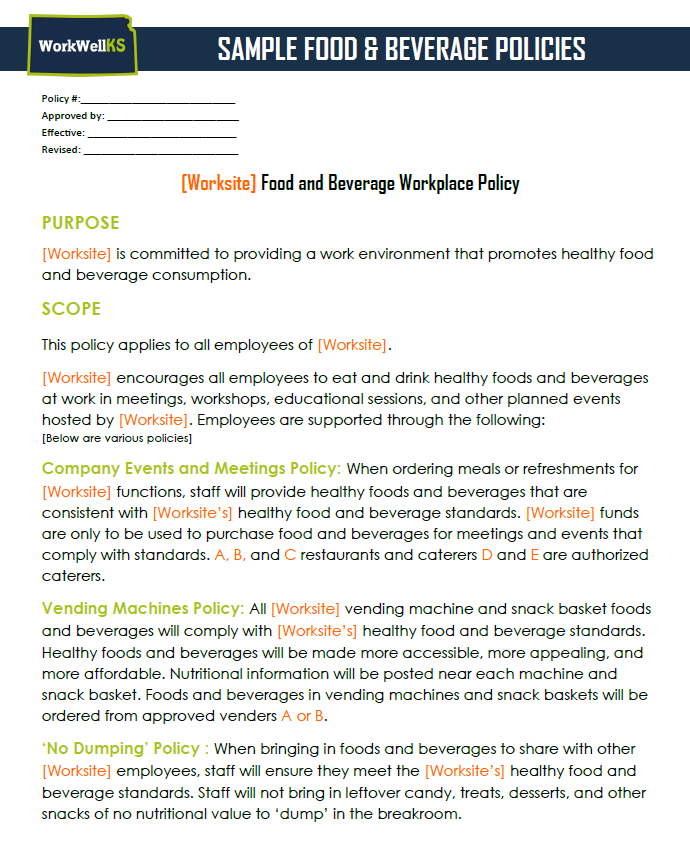 WorkWellKS
SAMPLE FOOD & BEVERAGE POLICIES
Policy #:____________________________
Approved by: ________________________
Effective: ___________________________
Revised: ____________________________
[Worksite] Food and Beverage Workplace Policy
PURPOSE
[Worksite] is committed to providing a work environment that promotes healthy food
and beverage consumption.
SCOPE
This policy applies to all employees of [Worksite].
[Worksite] encourages all employees to eat and drink healthy foods and beverages
at work in meetings, workshops, educational sessions, and other planned events
hosted by [Worksite]. Employees are supported through the following:
[Below are various policies]
Company Events and Meetings Policy: When ordering meals or refreshments for
[Worksite] functions, staff will provide healthy foods and beverages that are
consistent with [Worksite's] healthy food and beverage standards. [Worksite] funds
are only to be used to purchase food and beverages for meetings and events that
comply with standards. A, B, and C restaurants and caterers D and E are authorized
caterers.
Vending Machines Policy: All [Worksite] vending machine and snack basket foods
and beverages will comply with [Worksite's] healthy food and beverage standards.
Healthy foods and beverages will be made more accessible, more appealing, and
more affordable. Nutritional information will be posted near each machine and
snack basket. Foods and beverages in vending machines and snack baskets will be
ordered from approved venders A or B.
'No Dumping' Policy : When bringing in foods and beverages to share with other
[Worksite] employees, staff will ensure they meet the [Worksite's] healthy food and
beverage standards. Staff will not bring in leftover candy, treats, desserts, and other
snacks of no nutritional value to 'dump' in the breakroom.